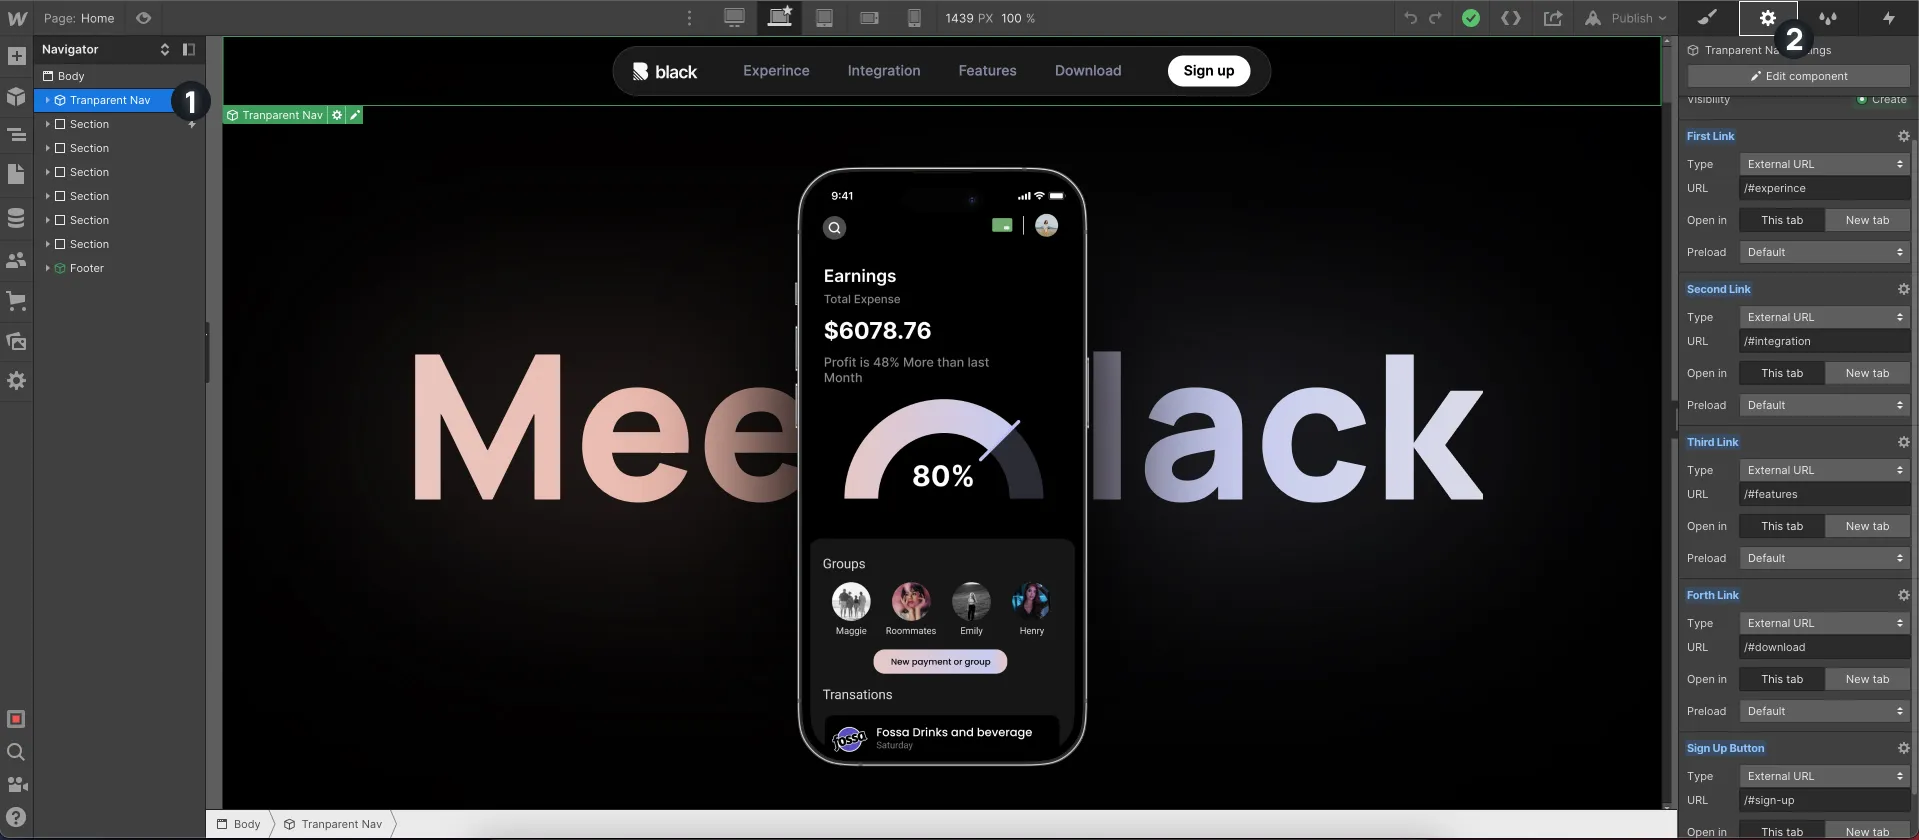 Page: Home
1439 PX 100 %
Publish
Navigator
Body
Tranparent Nav
1
Section
Section
Section
Section
Section
Section
Footer
black
Experince
Integration
Features
Download
Sign up
Tranparent Nav
9:41
Earnings
Total Expense
$6078.76
Profit is 48% More than last
Month
Mee
lack
80%
Groups
Maggie
Roommates
Emily
Henry
New payment or group
Transations
fossa
Fossa Drinks and beverage
Saturday
Body
Tranparent Nav
2
Tranparent
Edit component
Visibility
Create
First Link
Type External URL
URL /#experince
Open in This tab New tab
Preload Default
Second Link
Type External URL
URL /#integration
Open in This tab New tab
Preload Default
Third Link
Type External URL
URL /#features
Open in This tab New tab
Preload Default
Forth Link
Type External URL
URL /#download
Open in This tab New tab
Preload Default
Sign Up Button
Type External URL
URL /#sign-up
Open in This tab New tab